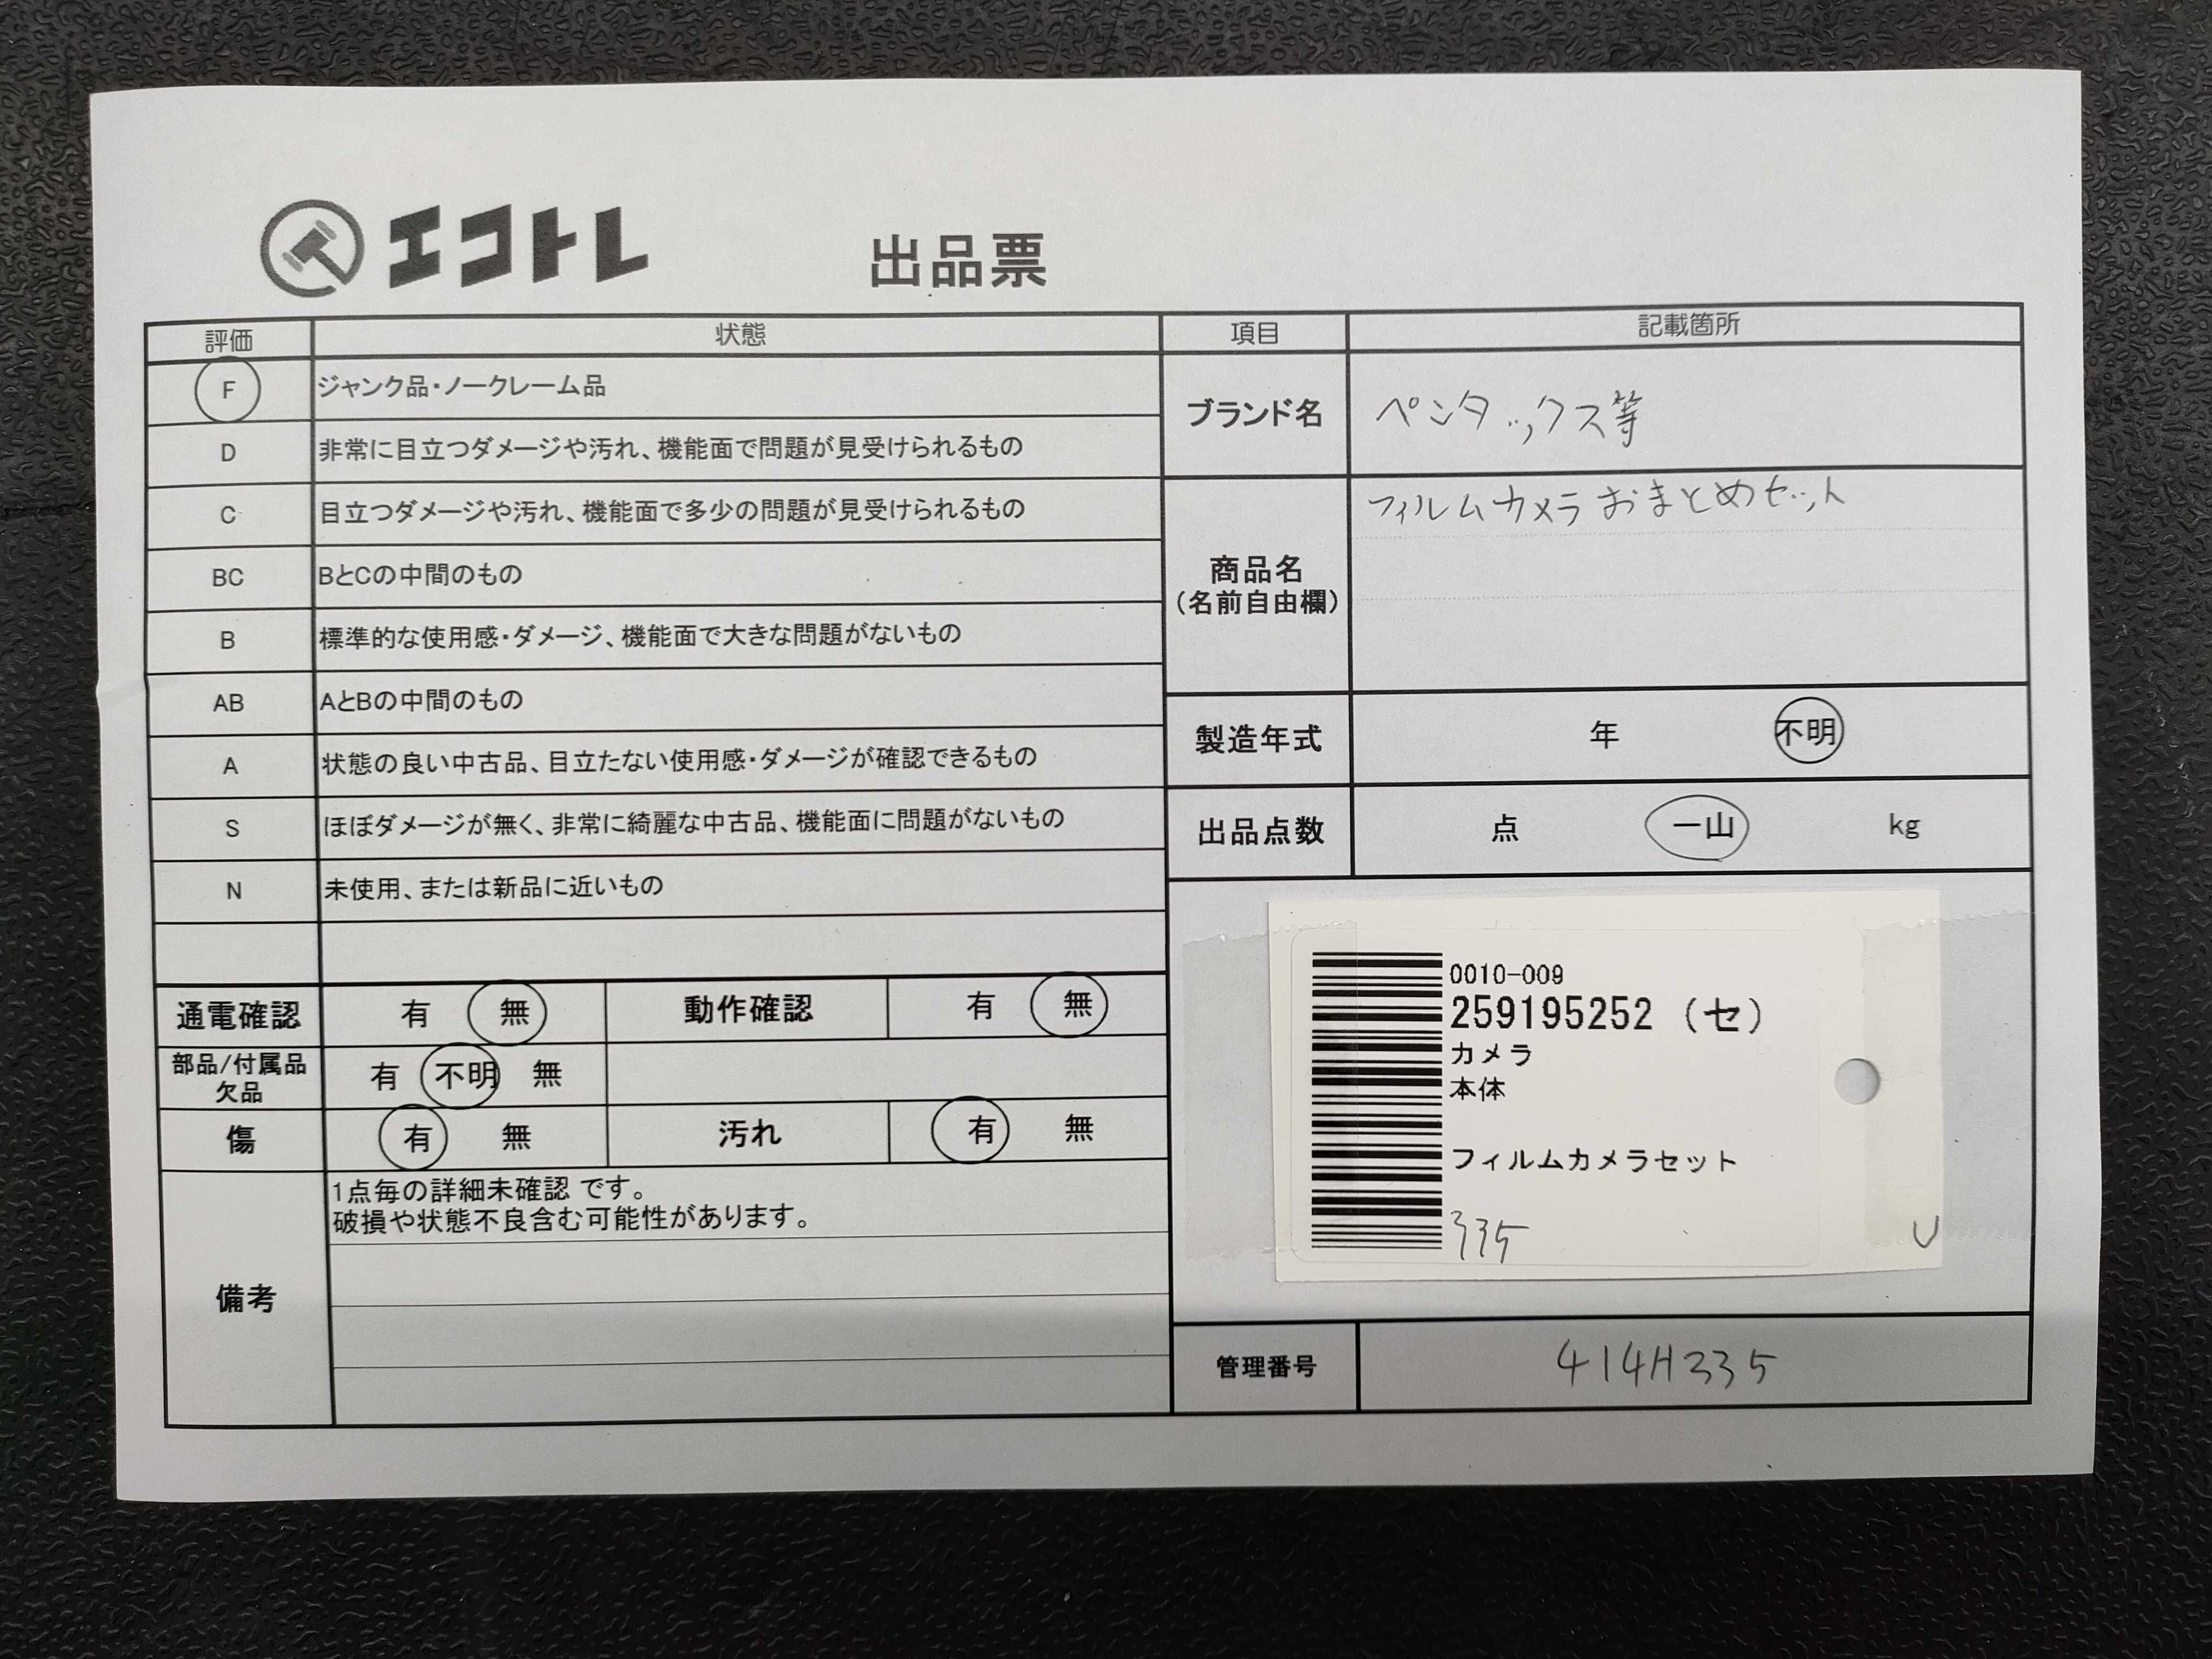 エコトレ
出品票
評価 状態
F ジャンク品・ノークレーム品
D 非常に目立つダメージや汚れ、機能面で問題が見受けられるもの
C 目立つダメージや汚れ、機能面で多少の問題が見受けられるもの
BC BとCの中間のもの
B 標準的な使用感・ダメージ、機能面で大きな問題がないもの
AB AとBの中間のもの
A 状態の良い中古品、目立たない使用感・ダメージが確認できるもの
S ほぼダメージが無く、非常に綺麗な中古品、機能面に問題がないもの
N 未使用、または新品に近いもの
通電確認 有 無 動作確認 有 無
部品/付属品
欠品
有 不明 無
傷 有 無 汚れ 有 無
備考
1点毎の詳細未確認 です。
破損や状態不良含む可能性があります。
項目 記載箇所
ブランド名 ペンタックス等
商品名
(名前自由欄)
フィルムカメラおまとめセット
製造年式 年 不明
出品点数 点 一山 kg
0010-009
259195252 (セ)
カメラ
本体
フィルムカメラセット
335
U
管理番号 414H335